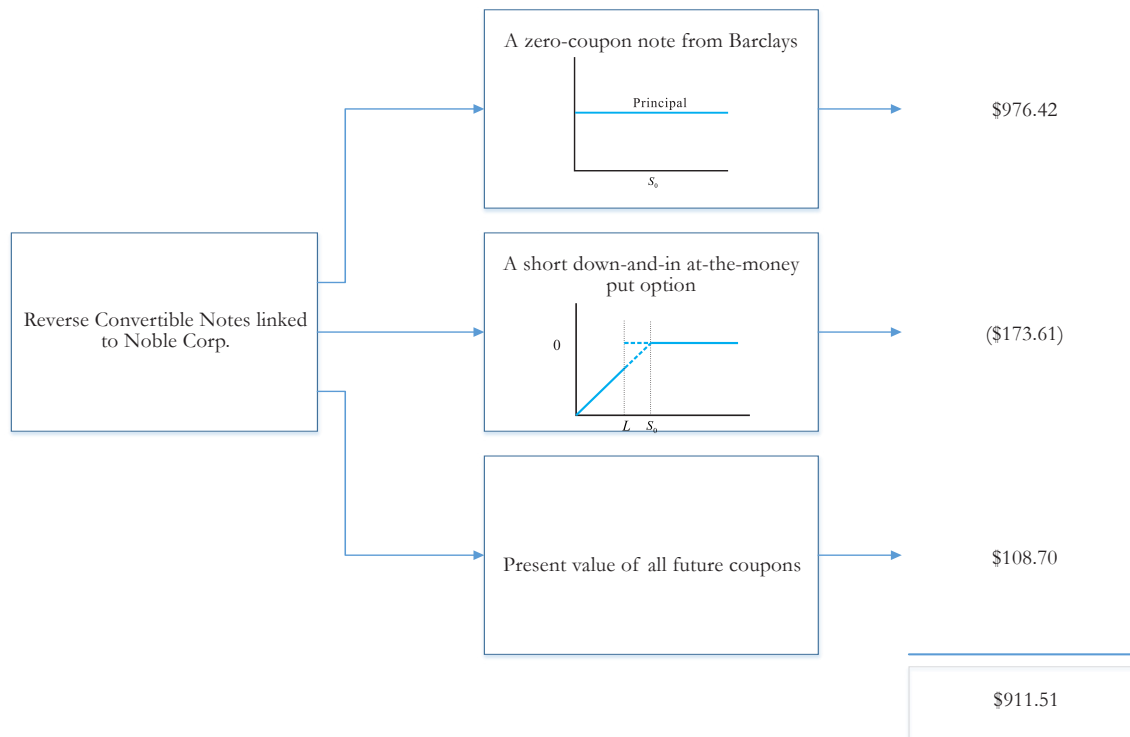 A zero-coupon note from Barclays
Principal
S0
$976.42
Reverse Convertible Notes linked
to Noble Corp.
A short down-and-in at-the-money
put option
0
L S0
($173.61)
Present value of all future coupons
$108.70
$911.51